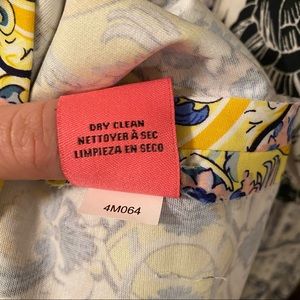 DRY CLEAN
NETTOYER À SEC
LIMPIEZA EN SECO
4M064